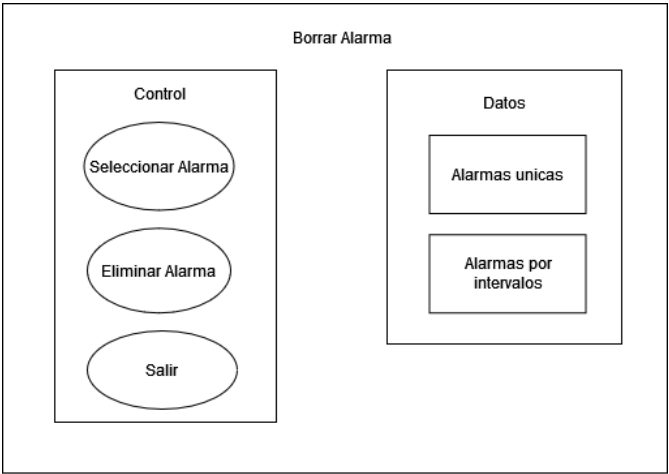 Borrar Alarma
Control
Seleccionar Alarma
Eliminar Alarma
Salir
Datos
Alarmas unicas
Alarmas por
intervalos